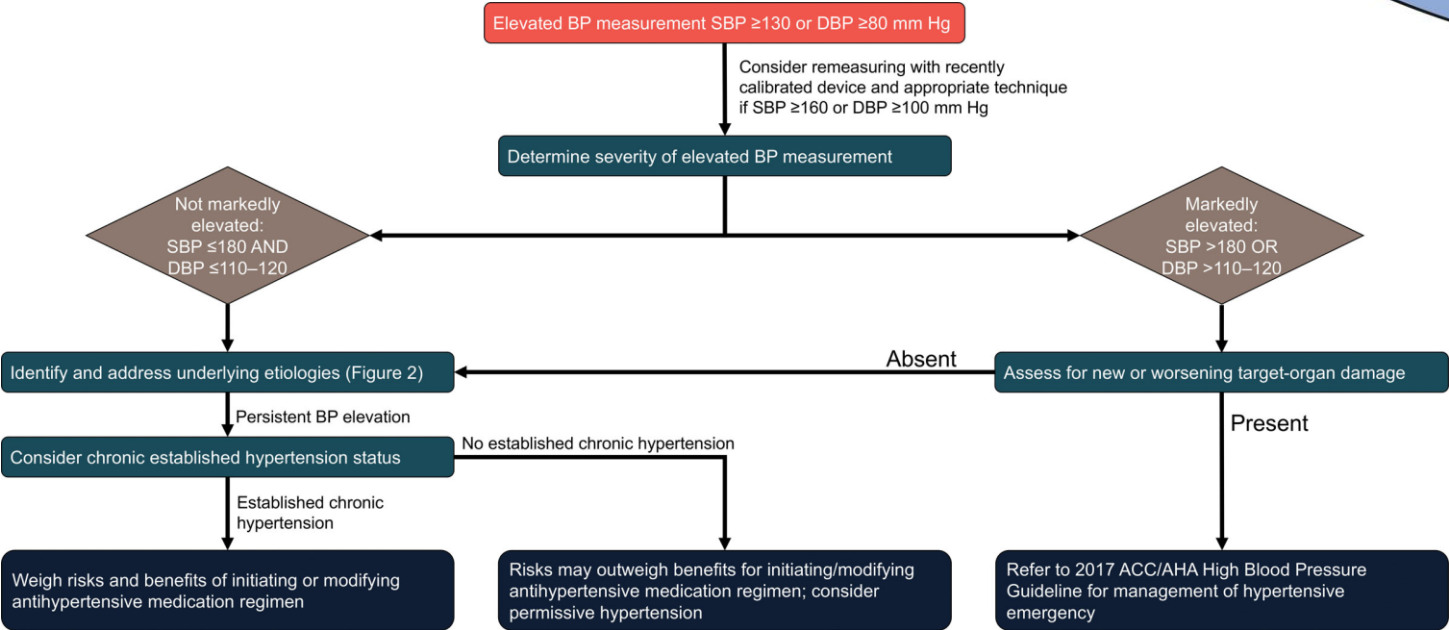 Elevated BP measurement SBP ≥130 or DBP ≥80 mm Hg
Consider remeasuring with recently
calibrated device and appropriate technique
if SBP ≥160 or DBP ≥100 mm Hg
Determine severity of elevated BP measurement
Not markedly
elevated:
SBP ≤180 AND
DBP ≤110–120
Markedly
elevated:
SBP >180 OR
DBP >110–120
Identify and address underlying etiologies (Figure 2)
Absent
Assess for new or worsening target-organ damage
Persistent BP elevation
Present
Consider chronic established hypertension status
No established chronic hypertension
Established chronic
hypertension
Weigh risks and benefits of initiating or modifying
antihypertensive medication regimen
Risks may outweigh benefits for initiating/modifying
antihypertensive medication regimen; consider
permissive hypertension
Refer to 2017 ACC/AHA High Blood Pressure
Guideline for management of hypertensive
emergency